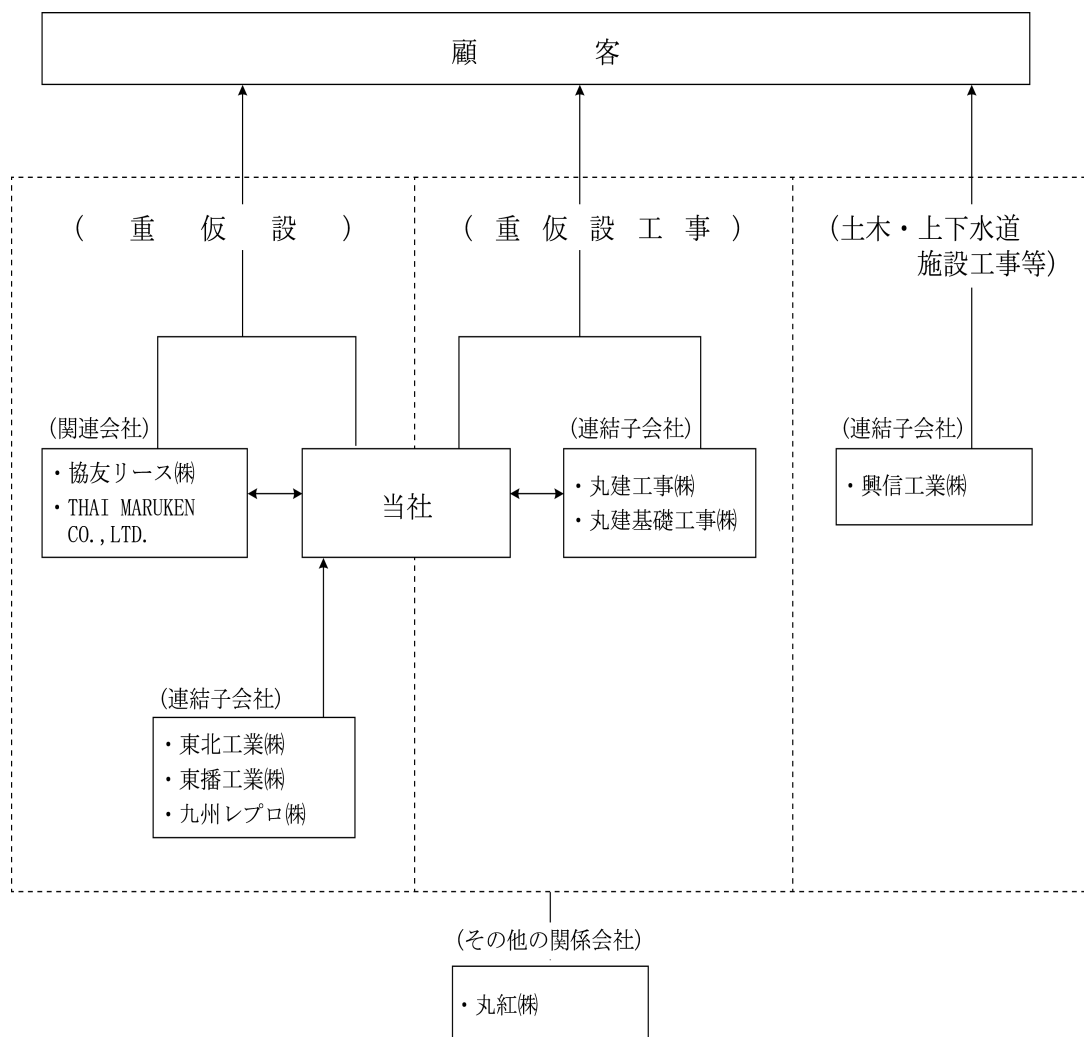 顧客
(重仮設)
(重仮設工事)
(土木・上下水道
施設工事等)
(関連会社)
・協友リース㈱
・THAI MARUKEN
CO.,LTD.
当社
(連結子会社)
・丸建工事㈱
・丸建基礎工事㈱
(連結子会社)
・興信工業㈱
(連結子会社)
・東北工業㈱
・東播工業㈱
・九州レプロ㈱
(その他の関係会社)
・丸紅㈱